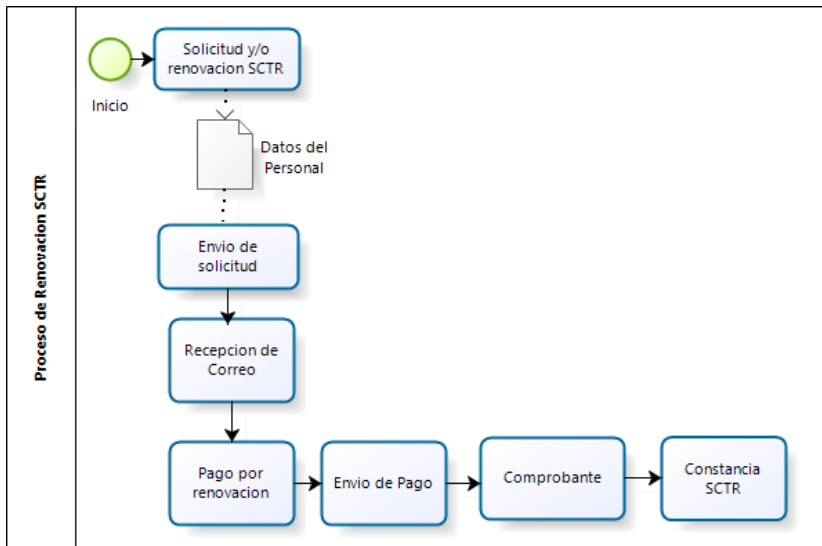 Proceso de Renovacion SCTR
Inicio
Solicitud y/o
renovacion SCTR
Datos del
Personal
Envio de
solicitud
Recepcion de
Correo
Pago por
renovacion
Envio de Pago
Comprobante
Constancia
SCTR